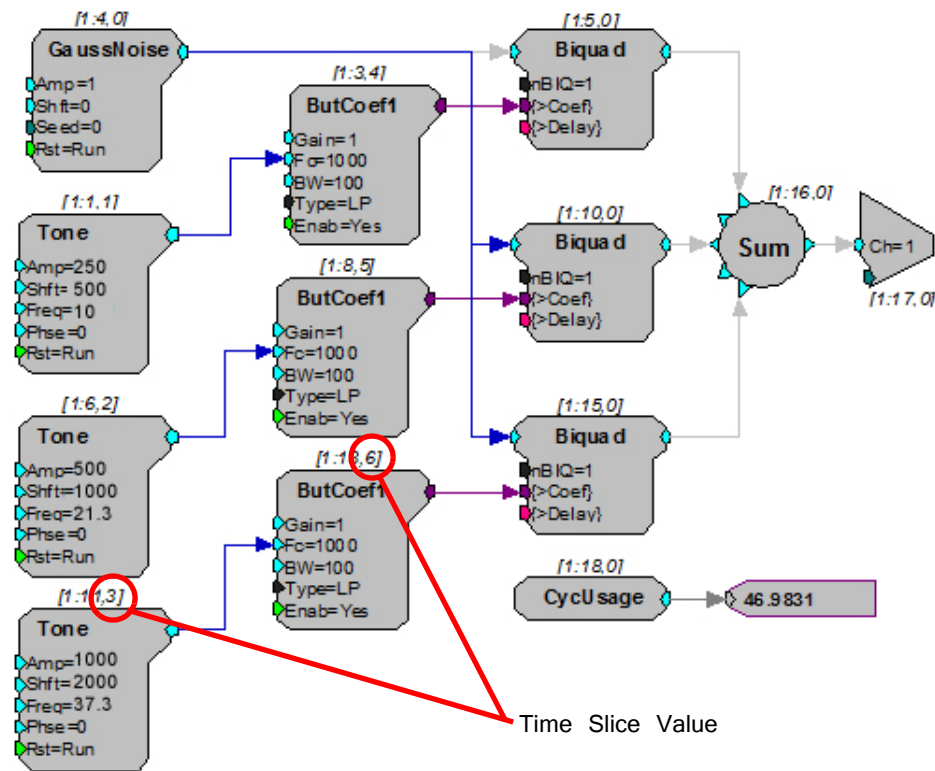 [1:4,0]
GaussNoise
Amp=1
Shft=0
Seed=0
Rst=Run
[1:1,1]
Tone
Amp=250
Shft= 500
Freq=10
Phse=0
Rst=Run
[1:6,2]
Tone
Amp=500
Shft=1000
Freq=21.3
Phse=0
Rst=Run
[1:11,3]
Tone
Amp=1000
Shft=2000
Freq=37.3
Phse=0
Rst=Run
[1:3,4]
ButCoef1
Gain=1
Fc=1000
BW=100
Type=LP
Enab=Yes
[1:8,5]
ButCoef1
Gain=1
Fc=1000
BW=100
Type=LP
Enab=Yes
[1:13,6]
ButCoef1
Gain=1
Fc=1000
BW=100
Type=LP
Enab=Yes
[1:5,0]
Biquad
nBIQ=1
{>Coef}
{>Delay}
[1:10,0]
Biquad
nBIQ=1
{>Coef}
{>Delay}
[1:15,0]
Biquad
nBIQ=1
{>Coef}
{>Delay}
[1:16,0]
Sum
Ch=1
[1:17,0]
[1:18,0]
CycUsage
46.9831
Time Slice Value